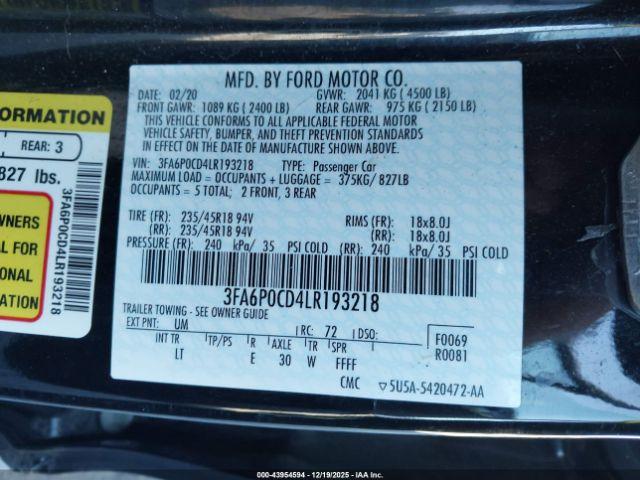 FORMATION
REAR: 3
827 lbs.
WNERS
AL FOR
ONAL
ATION
3FA6P0CD4LR193218
MFD. BY FORD MOTOR CO.
DATE: 02/20 GVWR: 2041 KG ( 4500 LB)
FRONT GAWR: 1089 KG ( 2400 LB) REAR GAWR: 975 KG ( 2150 LB)
THIS VEHICLE CONFORMS TO ALL APPLICABLE FEDERAL MOTOR
VEHICLE SAFETY, BUMPER, AND THEFT PREVENTION STANDARDS
IN EFFECT ON THE DATE OF MANUFACTURE SHOWN ABOVE.
VIN: 3FA6P0CD4LR193218 TYPE: Passenger Car
MAXIMUM LOAD = OCCUPANTS + LUGGAGE = 375KG/ 827LB
OCCUPANTS = 5 TOTAL; 2 FRONT, 3 REAR
TIRE (FR): 235/45R18 94V RIMS (FR): 18x8.0J
(RR): 235/45R18 94V (RR): 18x8.0J
PRESSURE (FR): 240 kPa/ 35 PSI COLD (RR): 240 kPa/ 35 PSI COLD
3FA6P0CD4LR193218
TRAILER TOWING - SEE OWNER GUIDE
EXT PNT: UM RC: 72 DSO: F0069
INT TR TP/PS R AXLE TR SPR R0081
LT E 30 W FFFF
CMC 5U5A-5420472-AA
000-43954594 - 12/19/2025 - IAA Inc.